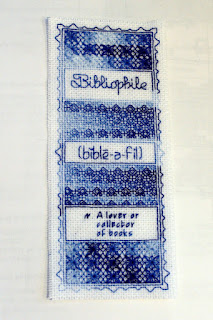 Bibliophile
(biblē-ə-fīl)
n A lover or
collector
of books